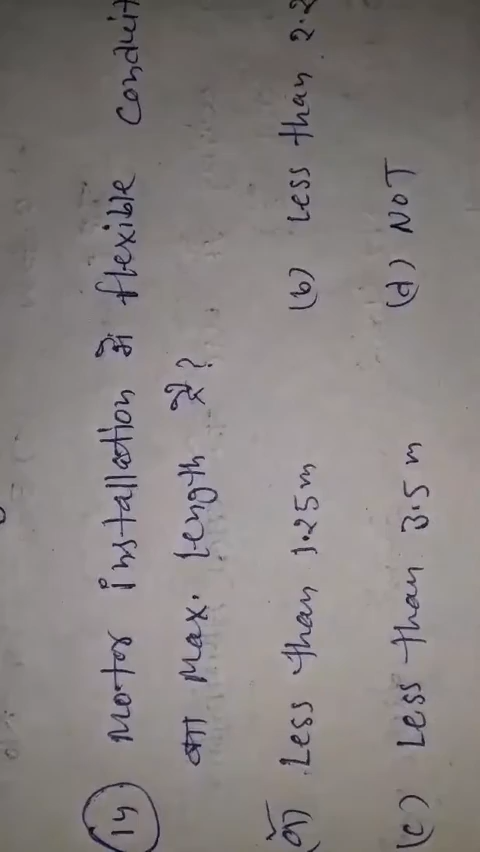 (14) Motor installation में flexible conduit
का Max. length है?
(a) Less than 1.25m (b) Less than 2.2
(c) Less than 3.5 m (d) NOT